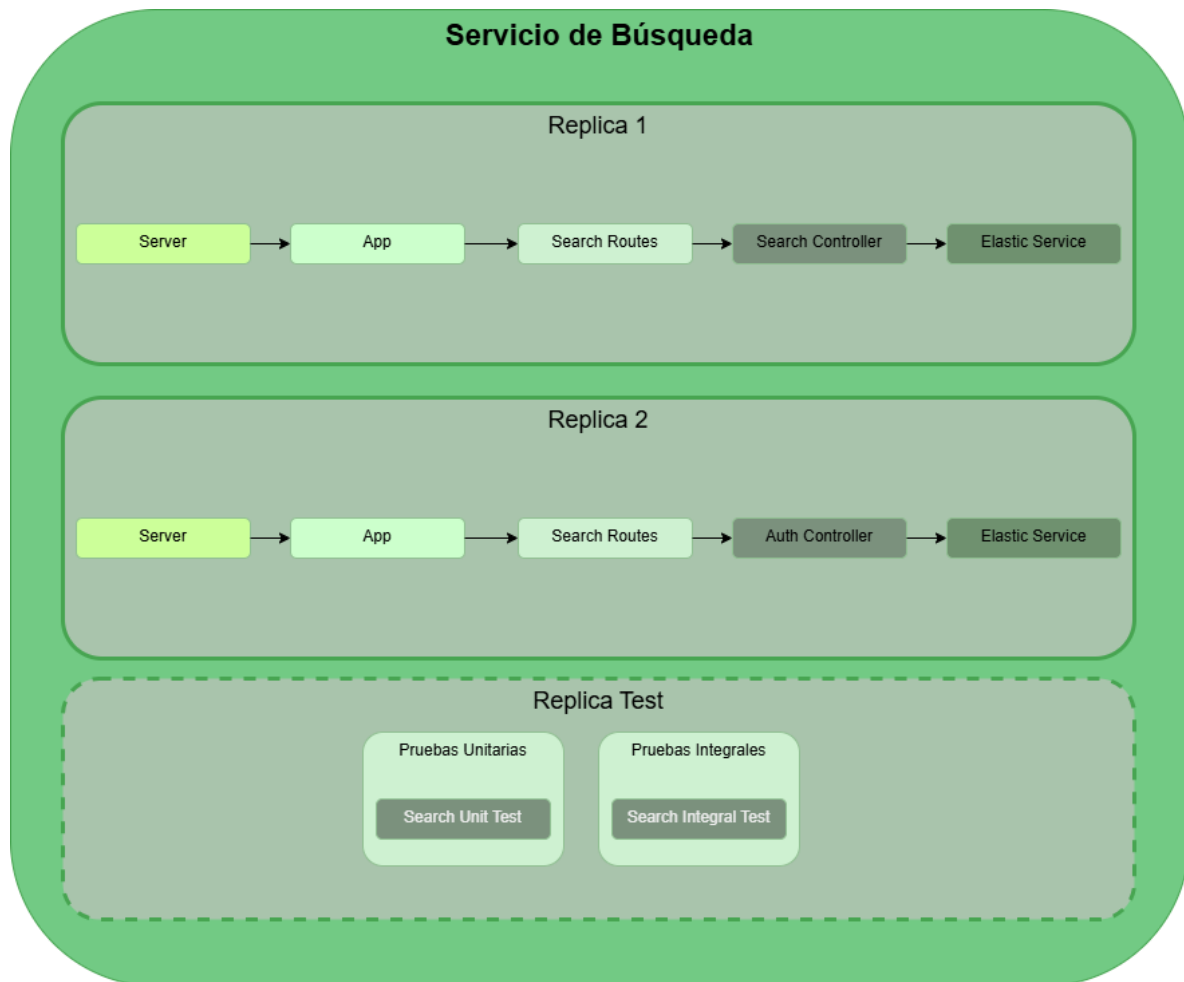 Servicio de Búsqueda
Replica 1
Server
App
Search Routes
Search Controller
Elastic Service
Replica 2
Server
App
Search Routes
Auth Controller
Elastic Service
Replica Test
Pruebas Unitarias
Pruebas Integrales
Search Unit Test
Search Integral Test